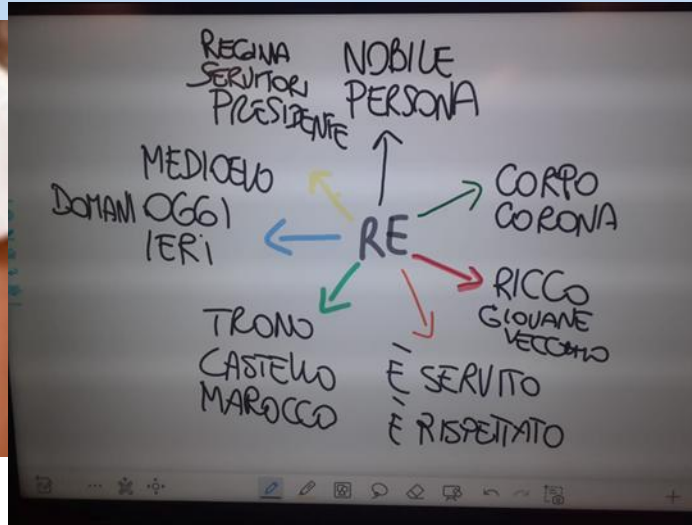 REGINA
SERVITORI
PRESIDENTE
NOBILE
PERSONA
MEDIOEVO
DOMANI OGGI
IERI
RE
CORPO
CORONA
RICCO
GIOVANE
VECCHIO
TRONO
CASTELLO
MAROCCO
È SERVITO
È RISPETTATO